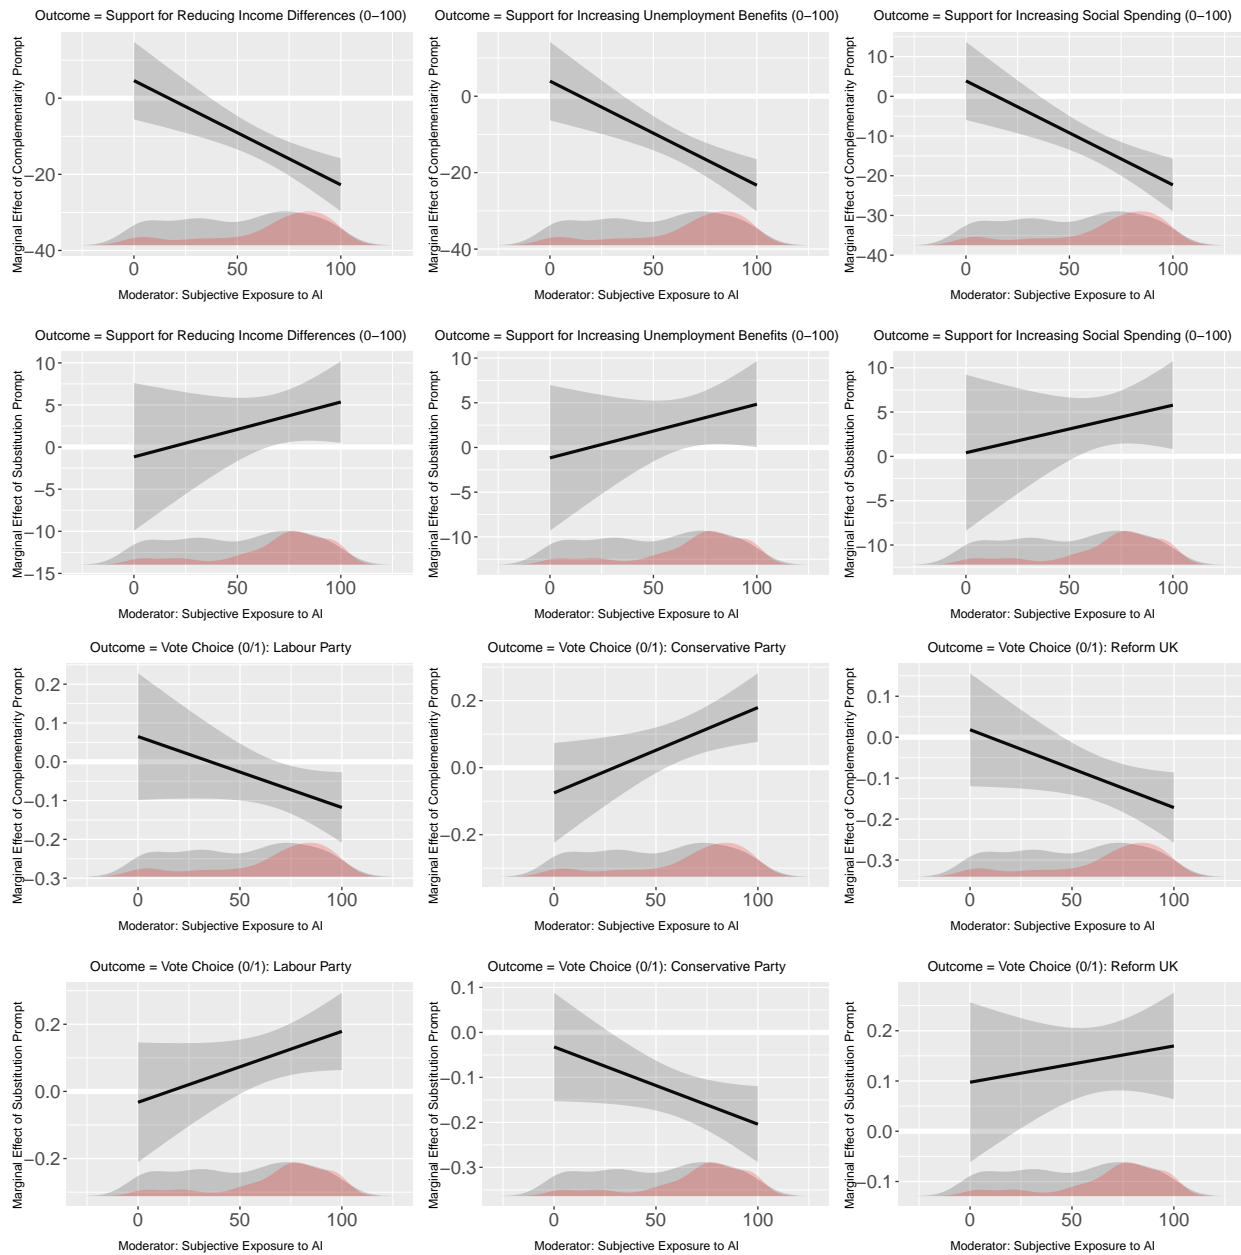 Outcome = Support for Reducing Income Differences (0–100)
Marginal Effect of Complementarity Prompt
0
−20
−40
0 50 100
Moderator: Subjective Exposure to AI
Outcome = Support for Increasing Unemployment Benefits (0–100)
Marginal Effect of Complementarity Prompt
0
−20
−40
0 50 100
Moderator: Subjective Exposure to AI
Outcome = Support for Increasing Social Spending (0–100)
Marginal Effect of Complementarity Prompt
10
0
−10
−20
−30
−40
0 50 100
Moderator: Subjective Exposure to AI
Outcome = Support for Reducing Income Differences (0–100)
Marginal Effect of Substitution Prompt
10
5
0
−5
−10
−15
0 50 100
Moderator: Subjective Exposure to AI
Outcome = Support for Increasing Unemployment Benefits (0–100)
Marginal Effect of Substitution Prompt
10
5
0
−5
−10
0 50 100
Moderator: Subjective Exposure to AI
Outcome = Support for Increasing Social Spending (0–100)
Marginal Effect of Substitution Prompt
10
5
0
−5
−10
0 50 100
Moderator: Subjective Exposure to AI
Outcome = Vote Choice (0/1): Labour Party
Marginal Effect of Complementarity Prompt
0.2
0.1
0.0
−0.1
−0.2
−0.3
0 50 100
Moderator: Subjective Exposure to AI
Outcome = Vote Choice (0/1): Conservative Party
Marginal Effect of Complementarity Prompt
0.2
0.0
−0.2
0 50 100
Moderator: Subjective Exposure to AI
Outcome = Vote Choice (0/1): Reform UK
Marginal Effect of Complementarity Prompt
0.1
0.0
−0.1
−0.2
−0.3
0 50 100
Moderator: Subjective Exposure to AI
Outcome = Vote Choice (0/1): Labour Party
Marginal Effect of Substitution Prompt
0.2
0.0
−0.2
0 50 100
Moderator: Subjective Exposure to AI
Outcome = Vote Choice (0/1): Conservative Party
Marginal Effect of Substitution Prompt
0.1
0.0
−0.1
−0.2
−0.3
0 50 100
Moderator: Subjective Exposure to AI
Outcome = Vote Choice (0/1): Reform UK
Marginal Effect of Substitution Prompt
0.2
0.1
0.0
−0.1
0 50 100
Moderator: Subjective Exposure to AI